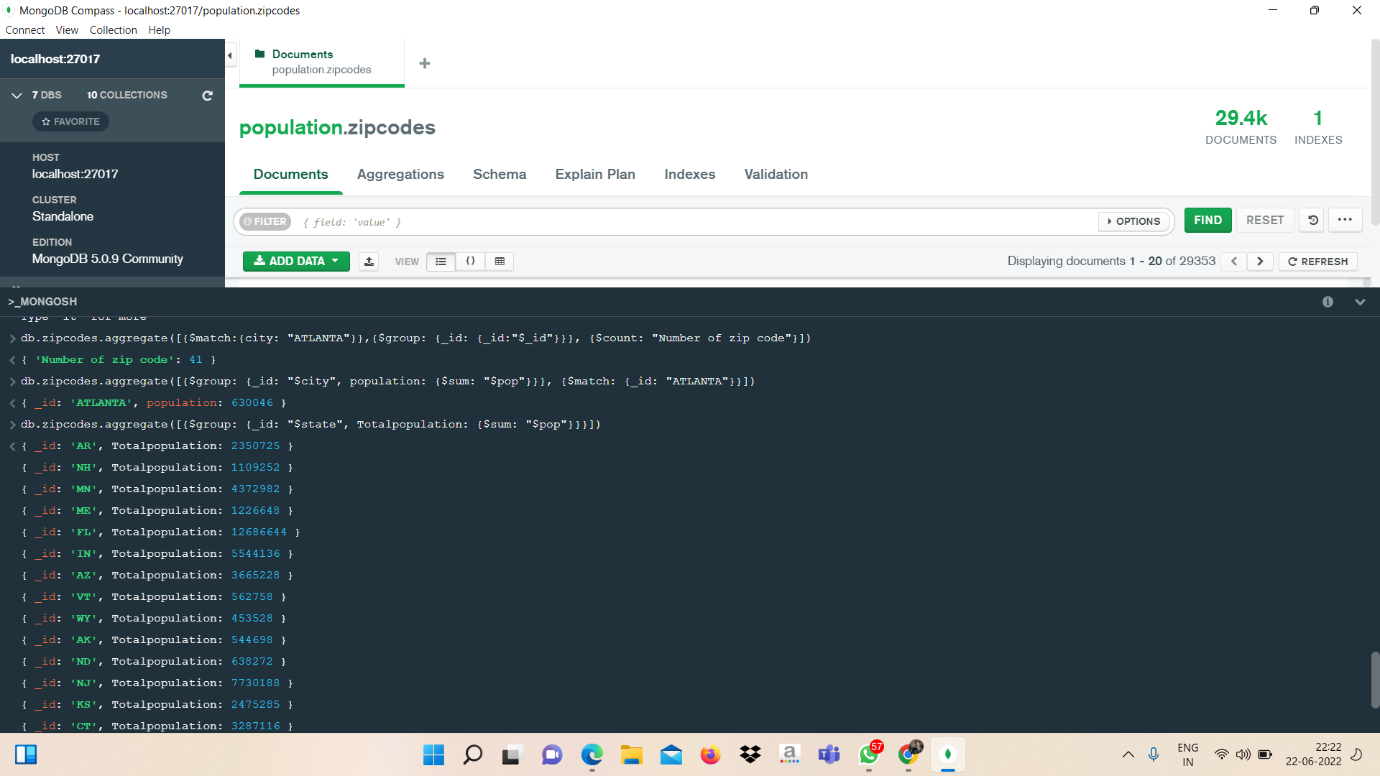 MongoDB Compass - localhost:27017/population.zipcodes
Connect View Collection Help
localhost:27017
Documents
population.zipcodes
7 DBS 10 COLLECTIONS
FAVORITE
population.zipcodes
29.4k
DOCUMENTS
1
INDEXES
HOST
localhost:27017
CLUSTER
Standalone
EDITION
MongoDB 5.0.9 Community
Documents Aggregations Schema Explain Plan Indexes Validation
FILTER { field: 'value' } OPTIONS FIND RESET
ADD DATA VIEW { } Displaying documents 1 - 20 of 29353 REFRESH
>_MONGOSH
Type "it" for more
db.zipcodes.aggregate([{$match:{city: "ATLANTA"}},{$group: {_id: {_id:"$_id"}}}, {$count: "Number of zip code"}])
{ 'Number of zip code': 41 }
db.zipcodes.aggregate([{$group: {_id: "$city", population: {$sum: "$pop"}}}, {$match: {_id: "ATLANTA"}}])
{ _id: 'ATLANTA', population: 630046 }
db.zipcodes.aggregate([{$group: {_id: "$state", Totalpopulation: {$sum: "$pop"}}}])
{ _id: 'AR', Totalpopulation: 2350725 }
{ _id: 'NH', Totalpopulation: 1109252 }
{ _id: 'MN', Totalpopulation: 4372982 }
{ _id: 'ME', Totalpopulation: 1226648 }
{ _id: 'FL', Totalpopulation: 12686644 }
{ _id: 'IN', Totalpopulation: 5544136 }
{ _id: 'AZ', Totalpopulation: 3665228 }
{ _id: 'VT', Totalpopulation: 562758 }
{ _id: 'WY', Totalpopulation: 453528 }
{ _id: 'AK', Totalpopulation: 544698 }
{ _id: 'ND', Totalpopulation: 638272 }
{ _id: 'NJ', Totalpopulation: 7730188 }
{ _id: 'KS', Totalpopulation: 2475285 }
{ _id: 'CT', Totalpopulation: 3287116 }
57
ENG
IN
22:22
22-06-2022